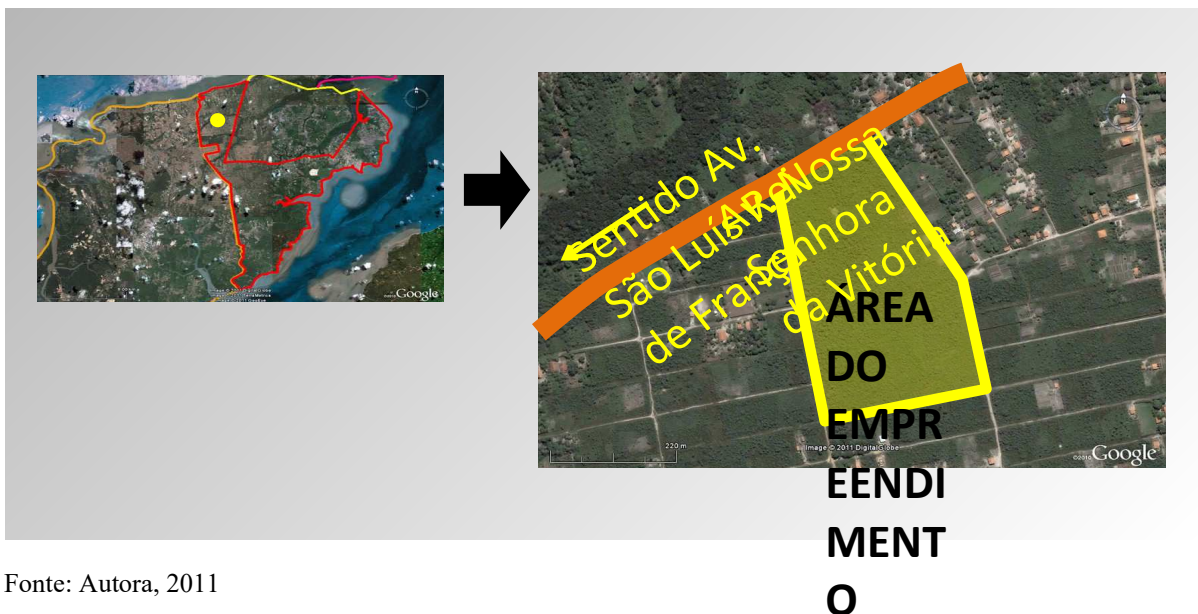 Sentido Av.
São Luís Rei
de França
Av. Nossa
Senhora
da Vitória
ÁREA
DO
EMPR
EENDI
MENT
O
220 m
Image © 2011 DigitalGlobe
©2010 Google
Google
Fonte: Autora, 2011